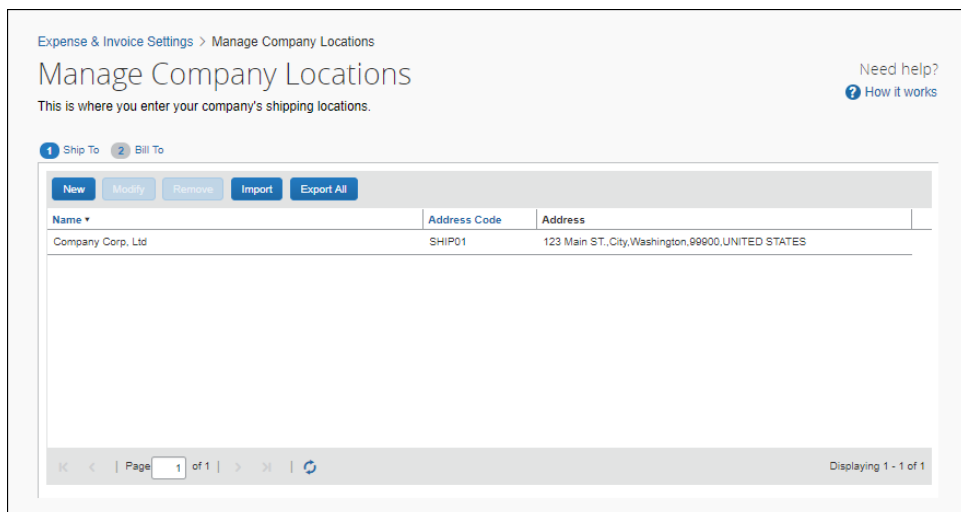 Expense & Invoice Settings > Manage Company Locations
Manage Company Locations
Need help?
? How it works
This is where you enter your company's shipping locations.
1 Ship To 2 Bill To
New Modify Remove Import Export All
Name ▾ Address Code Address
Company Corp, Ltd SHIP01 123 Main ST.,City,Washington,99900,UNITED STATES
| Page 1 of 1 | > | Displaying 1 - 1 of 1